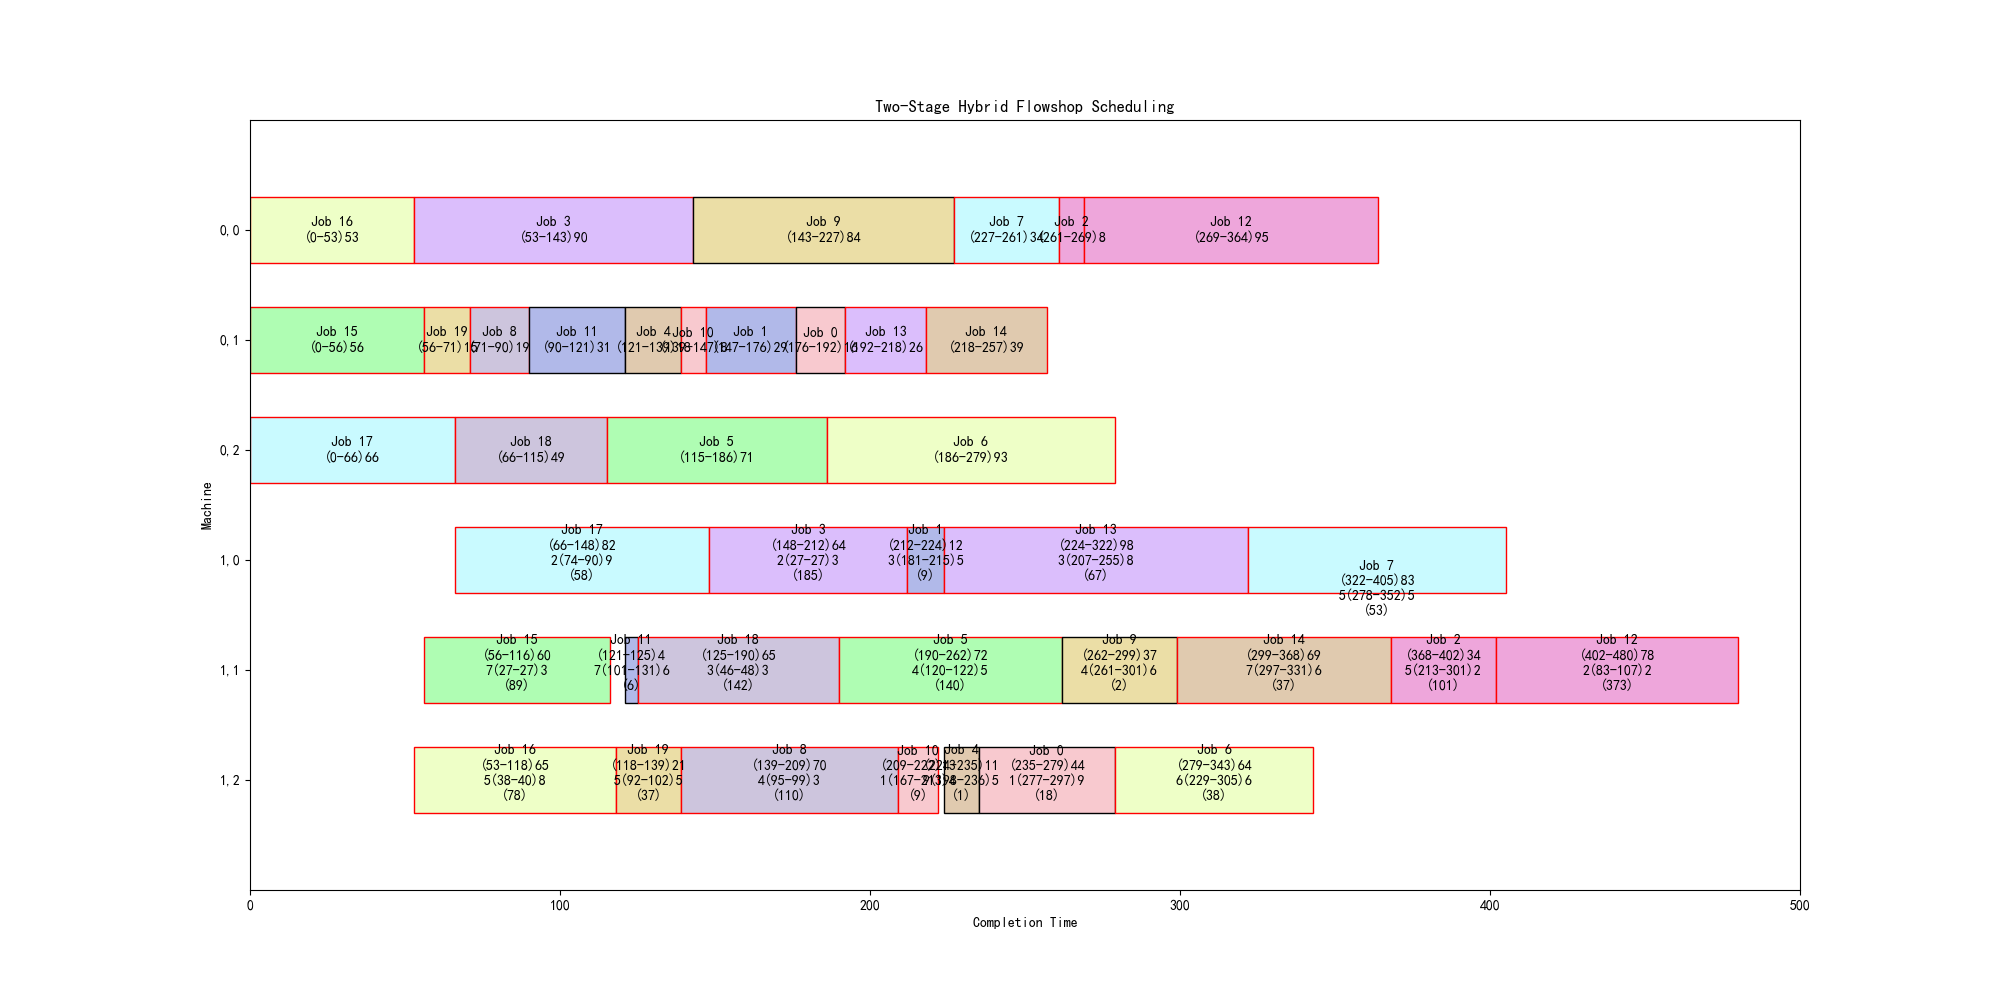 Two-Stage Hybrid Flowshop Scheduling
0,0
Job 16
(0-53)53
Job 3
(53-143)90
Job 9
(143-227)84
Job 7
(227-261)34
Job 2
(261-269)8
Job 12
(269-364)95
0,1
Job 15
(0-56)56
Job 19
(56-71)15
Job 8
(71-90)19
Job 11
(90-121)31
Job 4
(121-139)18
Job 10
(139-147)8
Job 1
(147-176)29
Job 0
(176-192)16
Job 13
(192-218)26
Job 14
(218-257)39
0,2
Job 17
(0-66)66
Job 18
(66-115)49
Job 5
(115-186)71
Job 6
(186-279)93
Machine
1,0
Job 17
(66-148)82
2(74-90)9
(58)
Job 3
(148-212)64
2(27-27)3
(185)
Job 1
(212-224)12
3(181-215)5
(9)
Job 13
(224-322)98
3(207-255)8
(67)
Job 7
(322-405)83
5(278-352)5
(53)
1,1
Job 15
(56-116)60
7(27-27)3
(89)
Job 11
(121-125)4
7(101-131)6
(6)
Job 18
(125-190)65
3(46-48)3
(142)
Job 5
(190-262)72
4(120-122)5
(140)
Job 9
(262-299)37
4(261-301)6
(2)
Job 14
(299-368)69
7(297-331)6
(37)
Job 2
(368-402)34
5(213-301)2
(101)
Job 12
(402-480)78
2(83-107)2
(373)
1,2
Job 16
(53-118)65
5(38-40)8
(78)
Job 19
(118-139)21
5(92-102)5
(37)
Job 8
(139-209)70
4(95-99)3
(110)
Job 10
(209-222)13
(9)
Job 4
(224-235)11
(1)
Job 0
(235-279)44
1(277-297)9
(18)
Job 6
(279-343)64
6(229-305)6
(38)
0
100
200
300
400
500
Completion Time